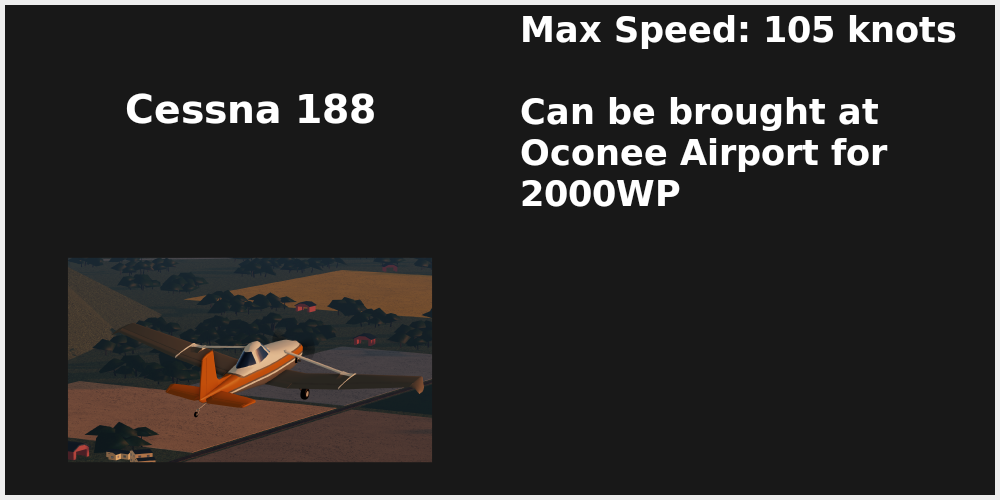 Cessna 188
Max Speed: 105 knots
Can be brought at
Oconee Airport for
2000WP